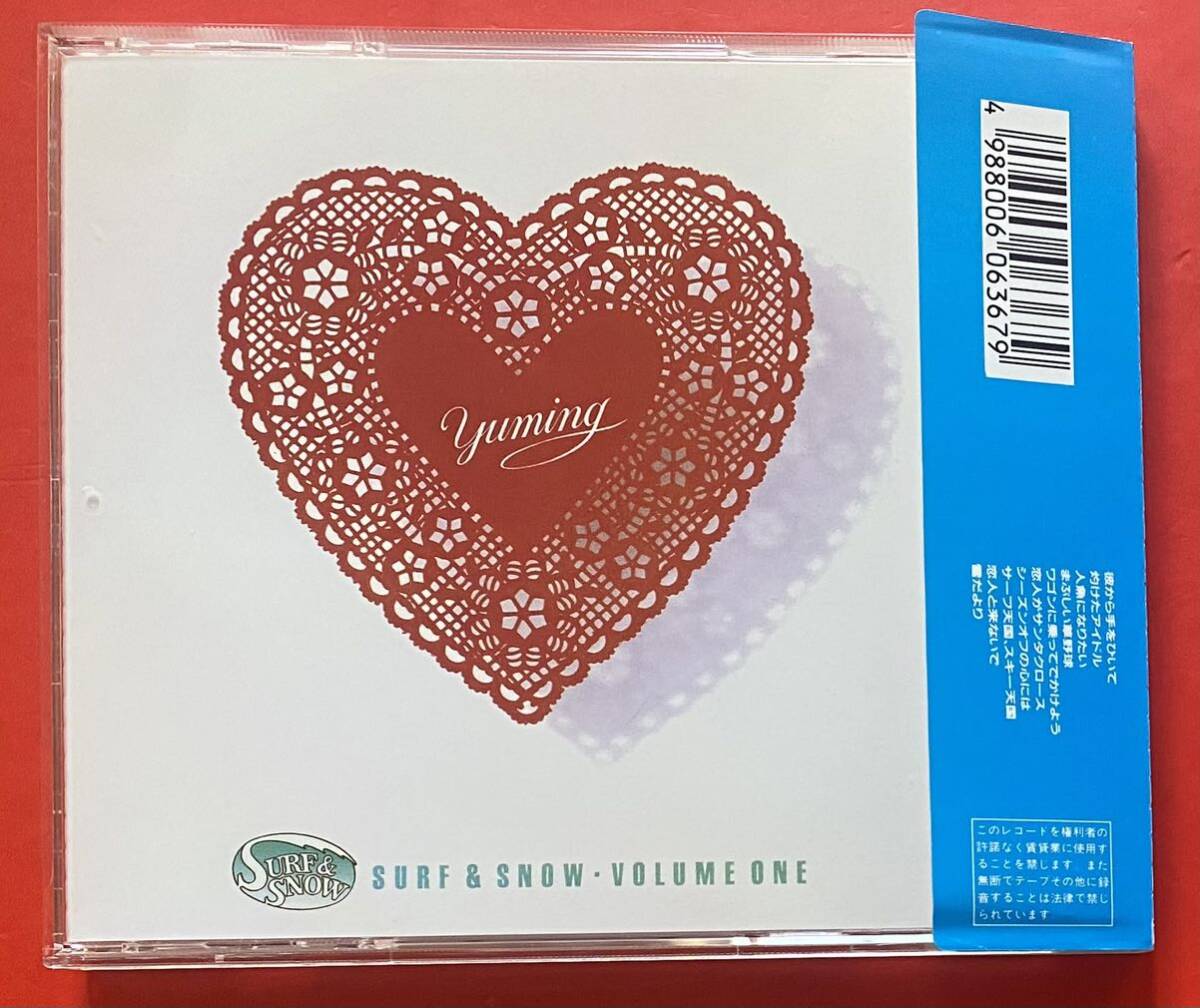 yuming
SURF & SNOW
SURF & SNOW・VOLUME ONE
4 988006 063679
彼から手をひいて
灼けたアイドル
人魚になりたい
まぶしい草野球
ワゴンに乗ってでかけよう
恋人がサンタクロース
シーズンオフの心には
サーフ天国、スキー天国
恋人と来ないで
雪だより
このレコードを権利者の
許諾なく賃貸業に使用す
ることを禁じます また
無断でテープその他に録
音することは法律で禁じ
られています